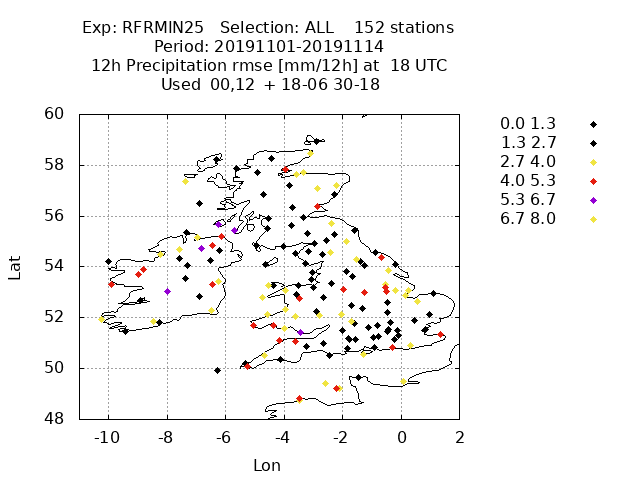 Exp: RFRMIN25 Selection: ALL 152 stations
Period: 20191101-20191114
12h Precipitation rmse [mm/12h] at 18 UTC
Used 00,12 + 18-06 30-18
60
58
56
54
52
50
48
Lat
-10 -8 -6 -4 -2 0 2
Lon
0.0 1.3
1.3 2.7
2.7 4.0
4.0 5.3
5.3 6.7
6.7 8.0